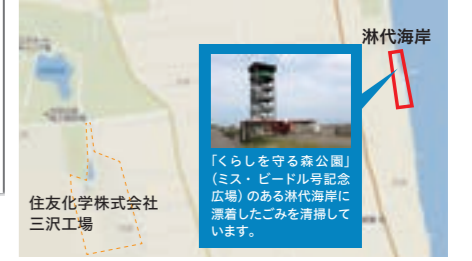 淋代海岸
「くらしを守る森公園」
(ミス・ビードル号記念
広場)のある淋代海岸に
漂着したごみを清掃して
います。
住友化学株式会社
三沢工場